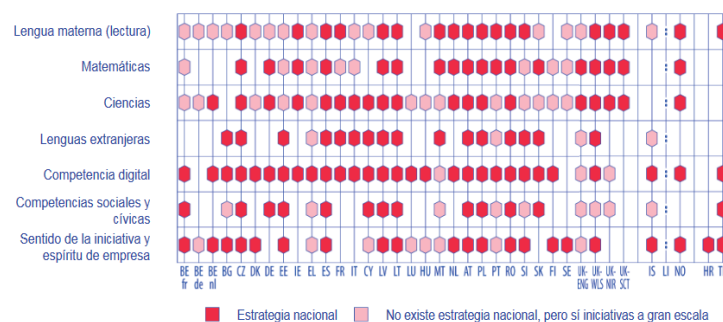 Lengua materna (lectura)
Matemáticas
Ciencias
Lenguas extranjeras
Competencia digital
Competencias sociales y
cívicas
Sentido de la iniciativa y
espíritu de empresa
BE BE BE BG CZ DK DE EE IE EL ES FR IT CY LV LT LU HU MT NL AT PL PT RO SI SK FI SE UK- UK- UK- UK- IS LI NO HR T
fr de nl ENG WLS NIR SCT
Estrategia nacional No existe estrategia nacional, pero sí iniciativas a gran escala